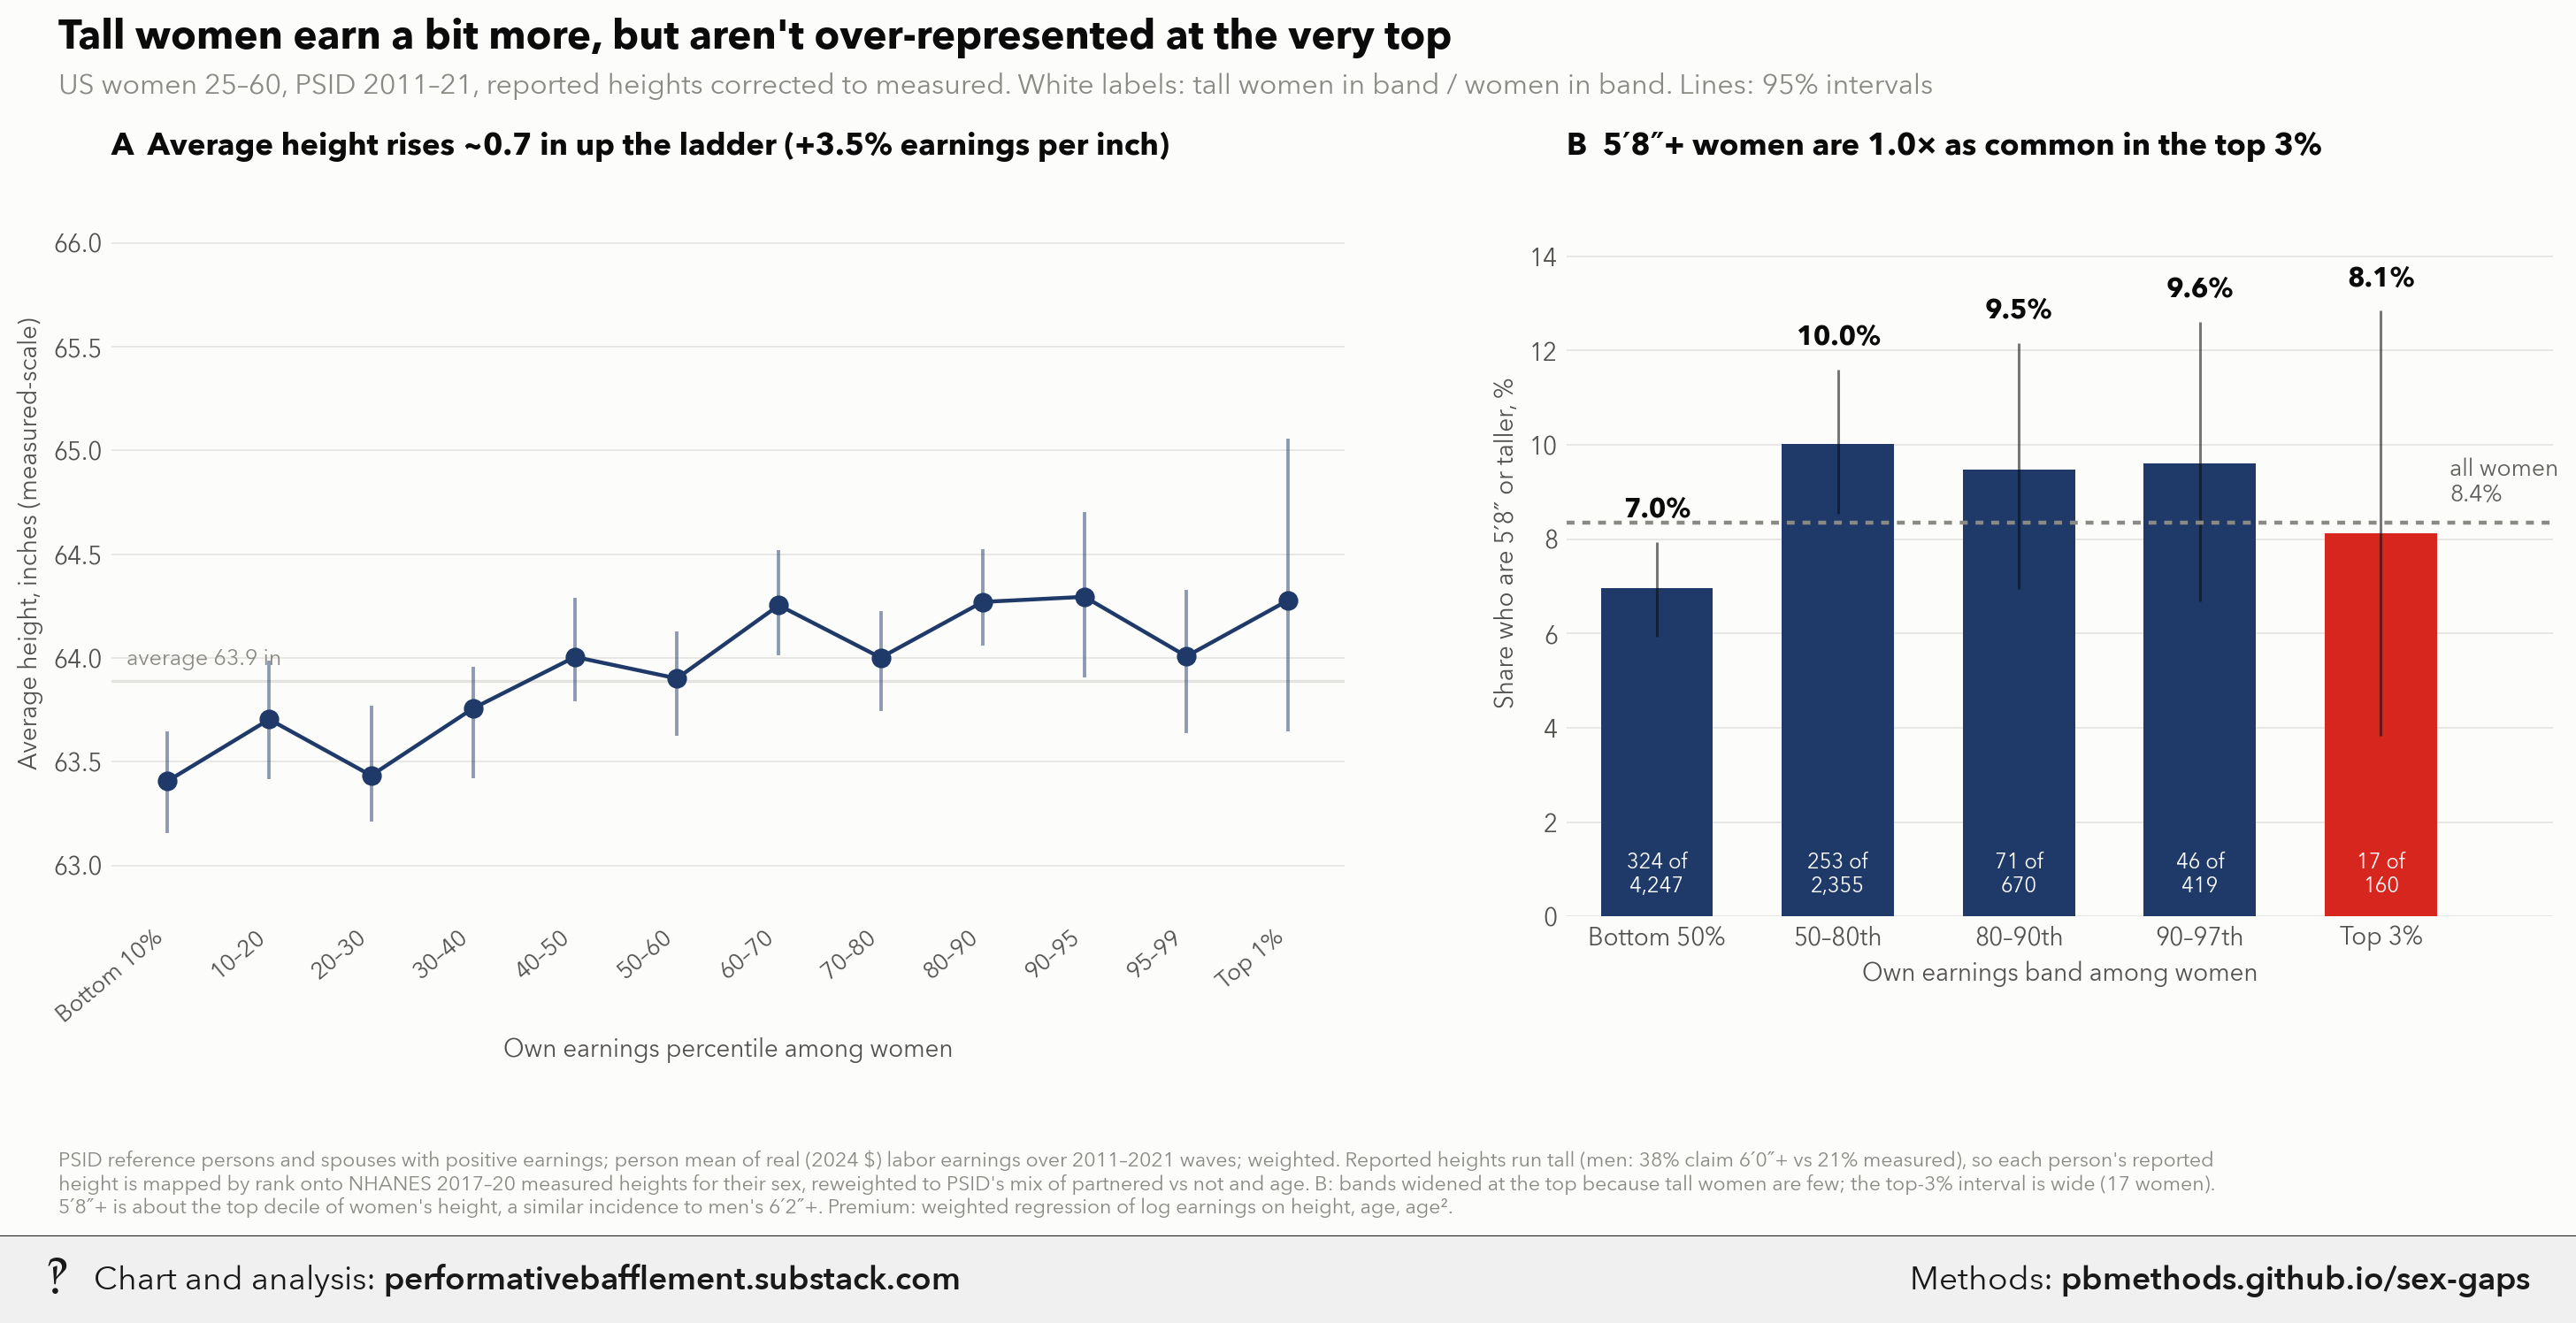 Tall women earn a bit more, but aren't over-represented at the very top
US women 25–60, PSID 2011–21, reported heights corrected to measured. White labels: tall women in band / women in band. Lines: 95% intervals
A Average height rises ~0.7 in up the ladder (+3.5% earnings per inch)
Average height, inches (measured-scale)
66.0
65.5
65.0
64.5
64.0
63.5
63.0
average 63.9 in
Bottom 10%
10–20
20–30
30–40
40–50
50–60
60–70
70–80
80–90
90–95
95–99
Top 1%
Own earnings percentile among women
B 5′8″+ women are 1.0× as common in the top 3%
Share who are 5′8″ or taller, %
14
12
10
8
6
4
2
0
7.0%
10.0%
9.5%
9.6%
8.1%
all women
8.4%
324 of
4,247
253 of
2,355
71 of
670
46 of
419
17 of
160
Bottom 50%
50–80th
80–90th
90–97th
Top 3%
Own earnings band among women
PSID reference persons and spouses with positive earnings; person mean of real (2024 $) labor earnings over 2011–2021 waves; weighted. Reported heights run tall (men: 38% claim 6′0″+ vs 21% measured), so each person's reported
height is mapped by rank onto NHANES 2017–20 measured heights for their sex, reweighted to PSID's mix of partnered vs not and age. B: bands widened at the top because tall women are few; the top-3% interval is wide (17 women).
5′8″+ is about the top decile of women's height, a similar incidence to men's 6′2″+. Premium: weighted regression of log earnings on height, age, age².
‽ Chart and analysis: performativebafflement.substack.com
Methods: pbmethods.github.io/sex-gaps